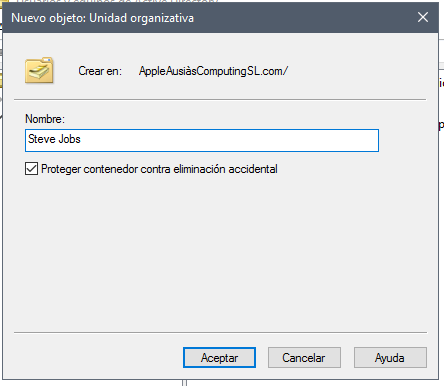 Nuevo objeto: Unidad organizativa
Crear en: AppleAusiàsComputingSL.com/
Nombre:
Steve Jobs
Proteger contenedor contra eliminación accidental
Aceptar Cancelar Ayuda